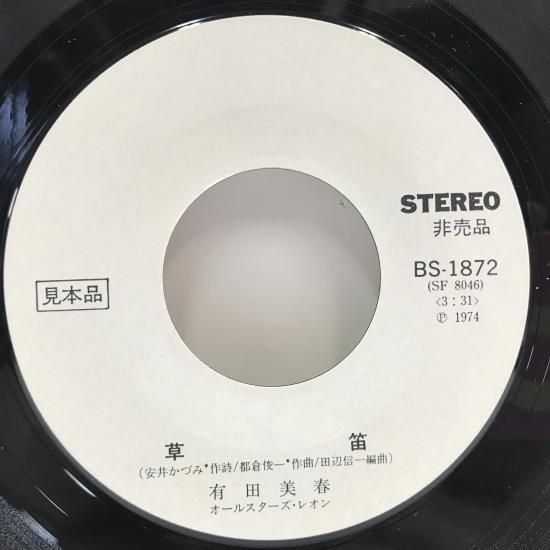 STEREO
非売品
BS-1872
(SF 8046)
〈3:31〉
Ⓟ 1974
見本品
草笛
(安井かづみ*作詩/都倉俊一*作曲/田辺信一編曲)
有田美春
オールスターズ・レオン